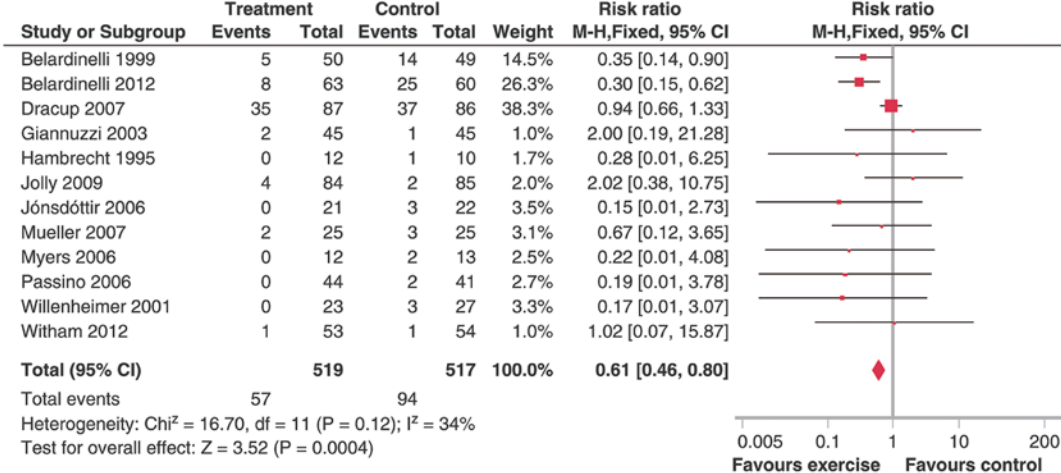 Treatment Control Risk ratio Risk ratio
Study or Subgroup Events Total Events Total Weight M-H,Fixed, 95% CI M-H,Fixed, 95% CI
Belardinelli 1999 5 50 14 49 14.5% 0.35 [0.14, 0.90]
Belardinelli 2012 8 63 25 60 26.3% 0.30 [0.15, 0.62]
Dracup 2007 35 87 37 86 38.3% 0.94 [0.66, 1.33]
Giannuzzi 2003 2 45 1 45 1.0% 2.00 [0.19, 21.28]
Hambrecht 1995 0 12 1 10 1.7% 0.28 [0.01, 6.25]
Jolly 2009 4 84 2 85 2.0% 2.02 [0.38, 10.75]
Jónsdóttir 2006 0 21 3 22 3.5% 0.15 [0.01, 2.73]
Mueller 2007 2 25 3 25 3.1% 0.67 [0.12, 3.65]
Myers 2006 0 12 2 13 2.5% 0.22 [0.01, 4.08]
Passino 2006 0 44 2 41 2.7% 0.19 [0.01, 3.78]
Willenheimer 2001 0 23 3 27 3.3% 0.17 [0.01, 3.07]
Witham 2012 1 53 1 54 1.0% 1.02 [0.07, 15.87]
Total (95% CI) 519 517 100.0% 0.61 [0.46, 0.80]
Total events 57 94
Heterogeneity: Chiᶻ = 16.70, df = 11 (P = 0.12); Iᶻ = 34%
Test for overall effect: Z = 3.52 (P = 0.0004)
0.005 0.1 1 10 200
Favours exercise Favours control